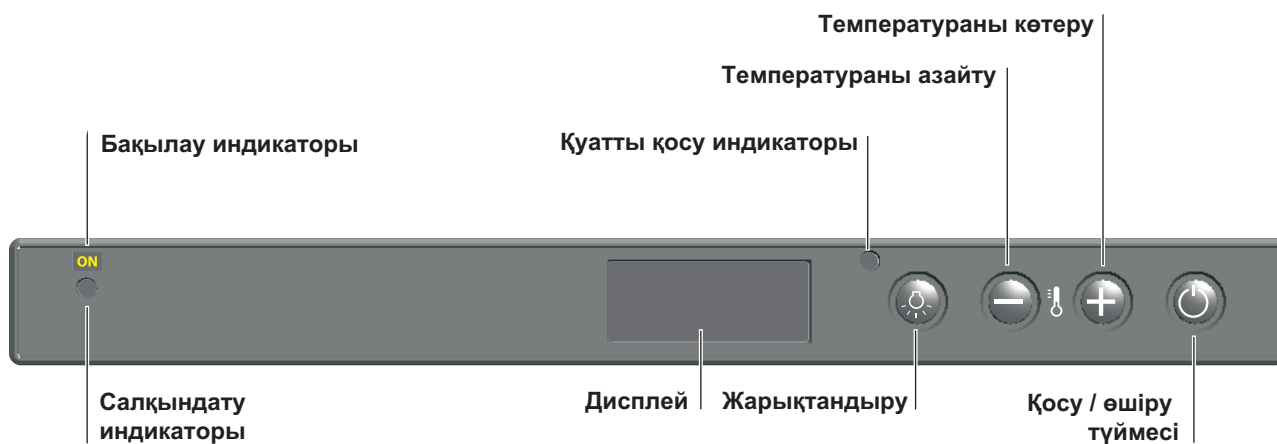 Температураны көтеру
Температураны азайту
Бақылау индикаторы
Қуатты қосу индикаторы
ON
Салқындату
индикаторы
Дисплей
Жарықтандыру
Қосу / өшіру
түймесі